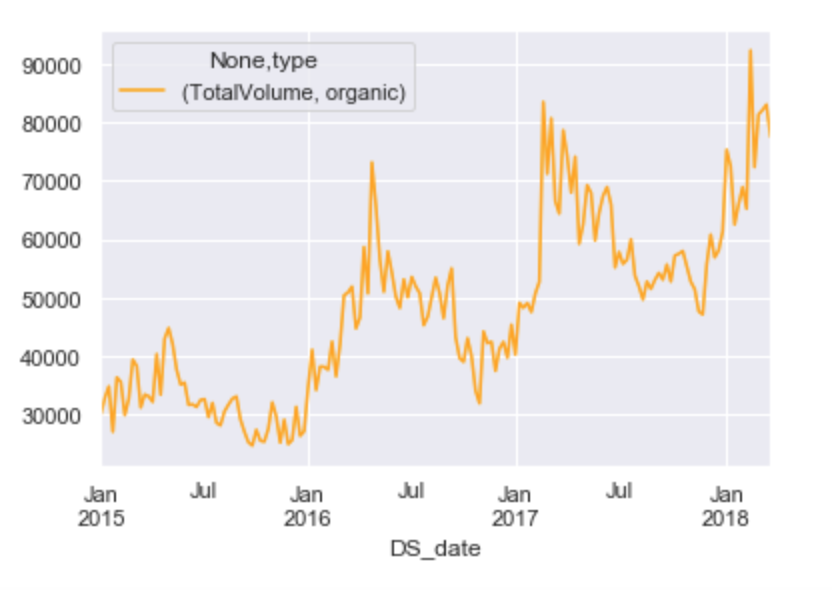 None,type
(TotalVolume, organic)
90000
80000
70000
60000
50000
40000
30000
Jan Jul Jan Jul Jan Jul Jan
2015 2016 2017 2018
DS_date